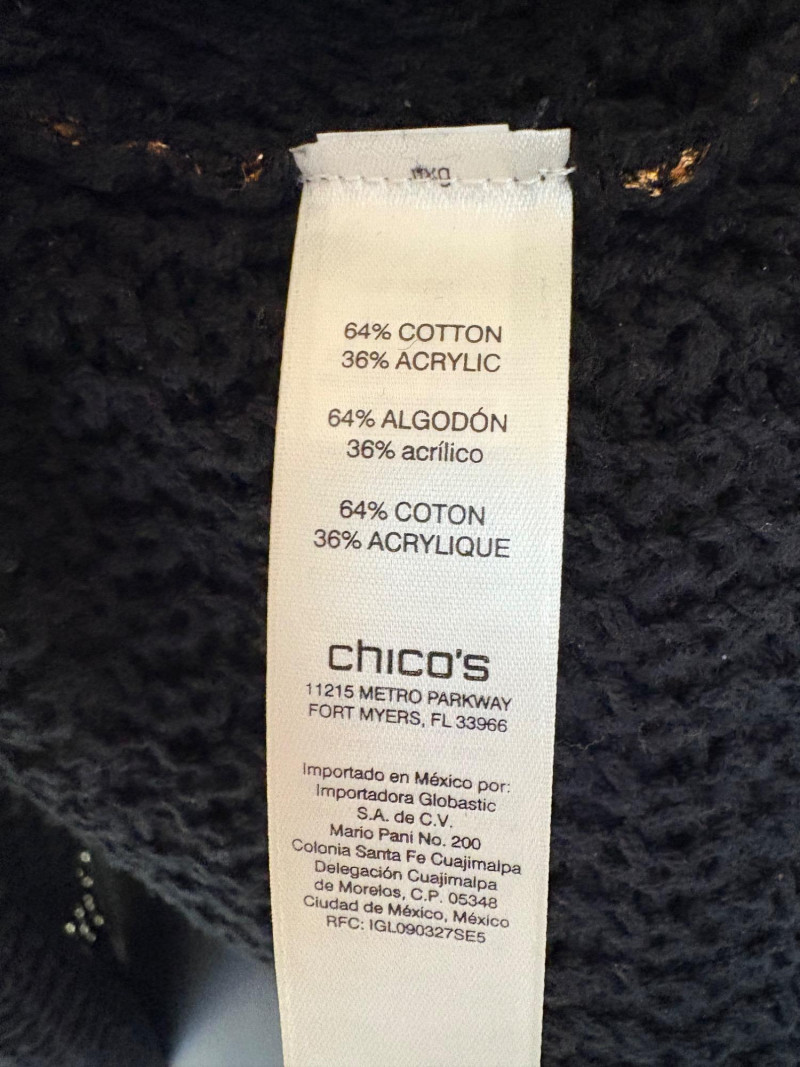 64% COTTON
36% ACRYLIC
64% ALGODÓN
36% acrílico
64% COTON
36% ACRYLIQUE
chico's
11215 METRO PARKWAY
FORT MYERS, FL 33966
Importado en México por:
Importadora Globastic
S.A. de C.V.
Mario Pani No. 200
Colonia Santa Fe Cuajimalpa
Delegación Cuajimalpa
de Morelos, C.P. 05348
Ciudad de México, México
RFC: IGL090327SE5